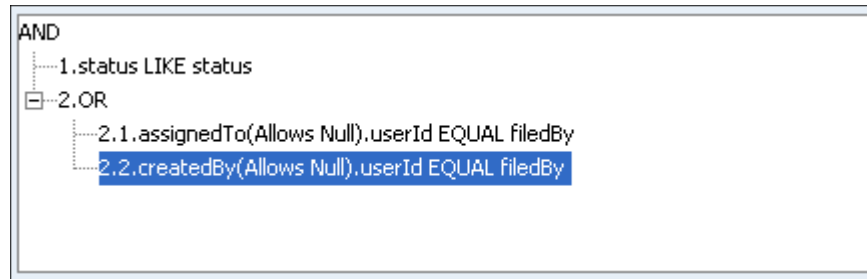 AND
1.status LIKE status
2.OR
2.1.assignedTo(Allows Null).userId EQUAL filedBy
2.2.createdBy(Allows Null).userId EQUAL filedBy